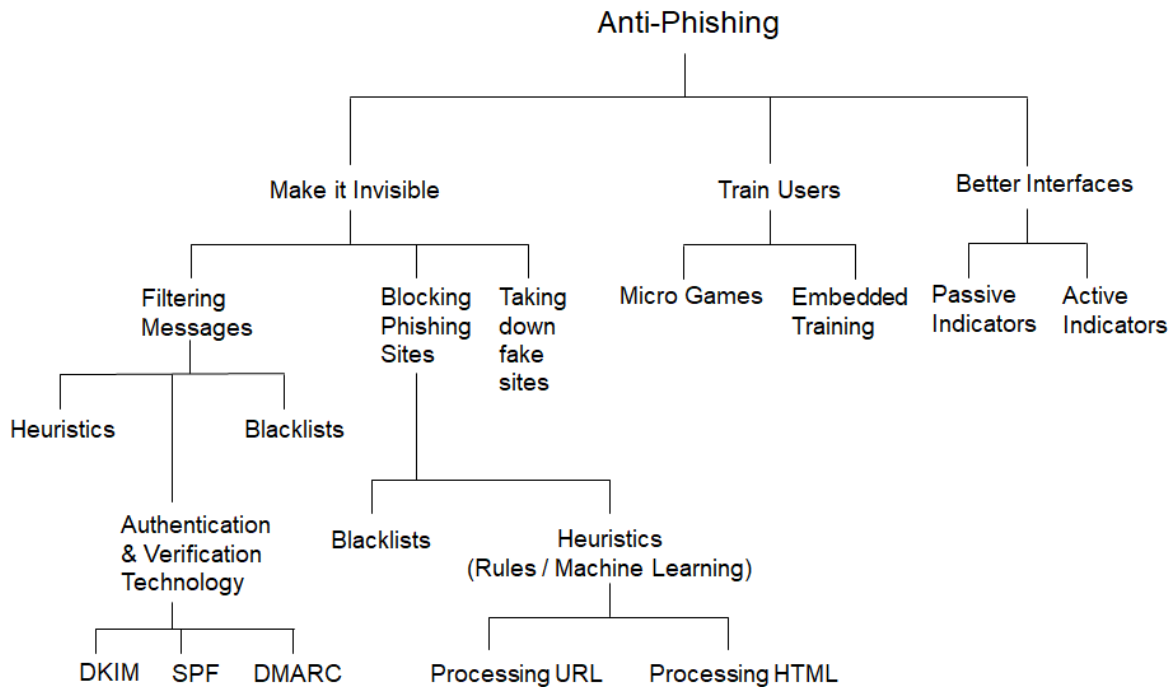 Anti-Phishing
Make it Invisible
Train Users
Better Interfaces
Filtering
Messages
Blocking
Phishing
Sites
Taking
down
fake
sites
Micro Games
Embedded
Training
Passive
Indicators
Active
Indicators
Heuristics
Blacklists
Authentication
& Verification
Technology
Blacklists
Heuristics
(Rules / Machine Learning)
DKIM
SPF
DMARC
Processing URL
Processing HTML